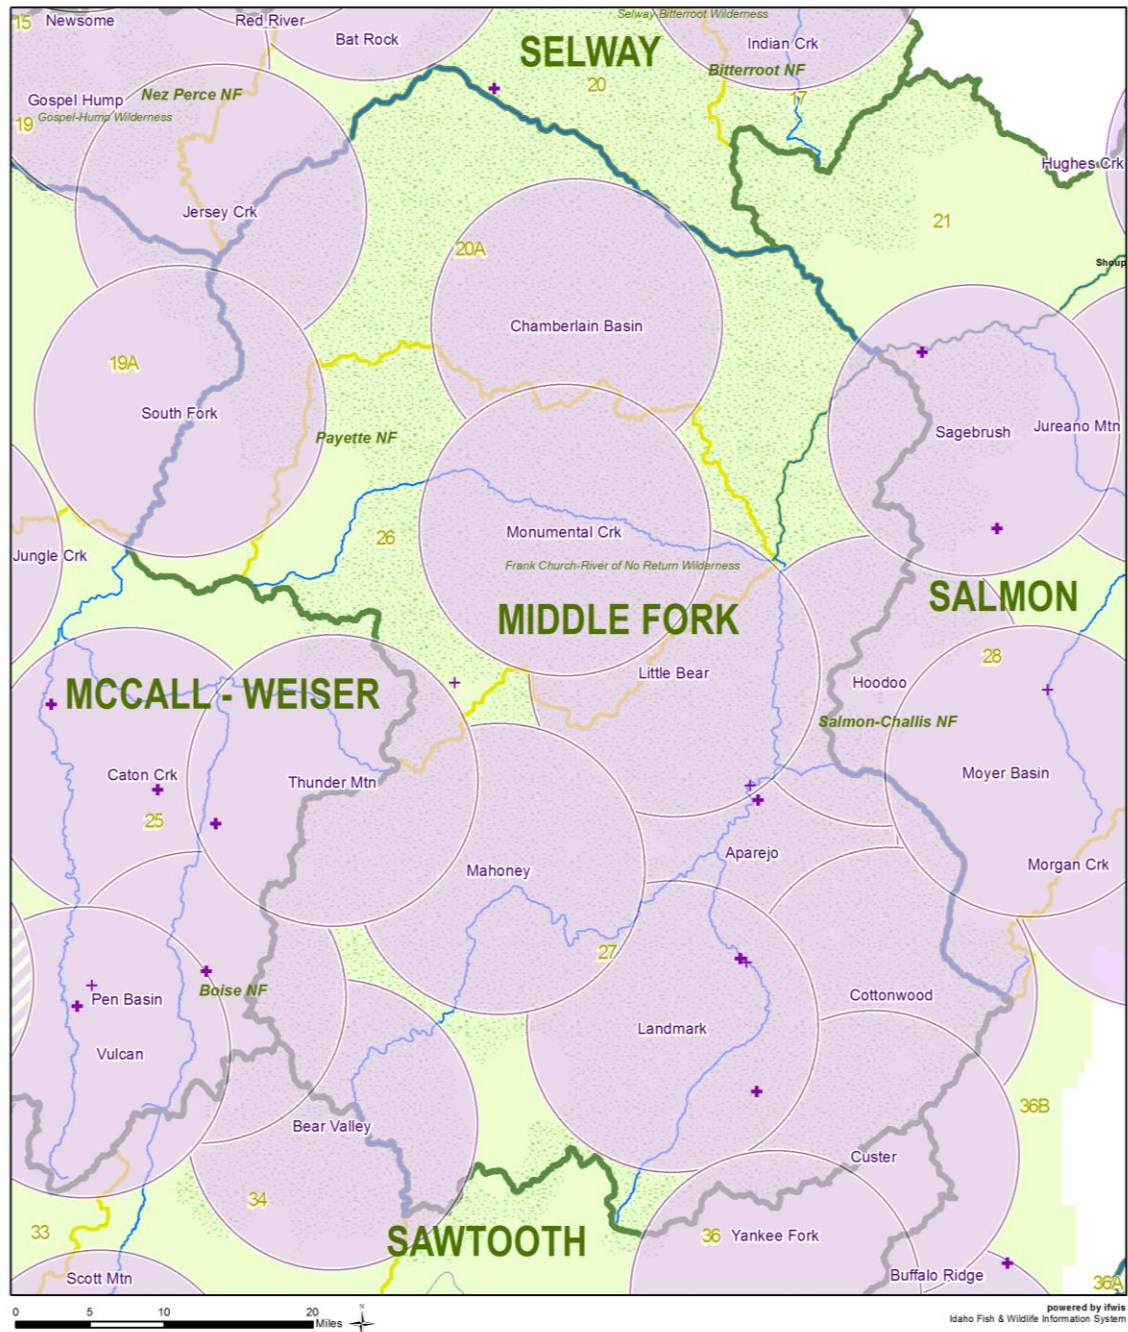 15
Newsome
Red River
Bat Rock
SELWAY
Selway-Bitterroot Wilderness
Indian Crk
Bitterroot NF
20
17
Gospel Hump
Nez Perce NF
Gospel-Hump Wilderness
19
Hughes Crk
Jersey Crk
20A
21
Shoup
Chamberlain Basin
19A
South Fork
Payette NF
Sagebrush
Jureano Mtn
Jungle Crk
26
Monumental Crk
Frank Church-River of No Return Wilderness
MIDDLE FORK
SALMON
28
Little Bear
Hoodoo
MCCALL - WEISER
Salmon-Challis NF
Caton Crk
Thunder Mtn
Moyer Basin
25
Mahoney
Aparejo
Morgan Crk
27
Pen Basin
Boise NF
Cottonwood
Landmark
Vulcan
Bear Valley
36B
Custer
34
33
SAWTOOTH
36
Yankee Fork
Scott Mtn
Buffalo Ridge
36A
0 5 10 20
Miles
N
powered by ifwis
Idaho Fish & Wildlife Information System